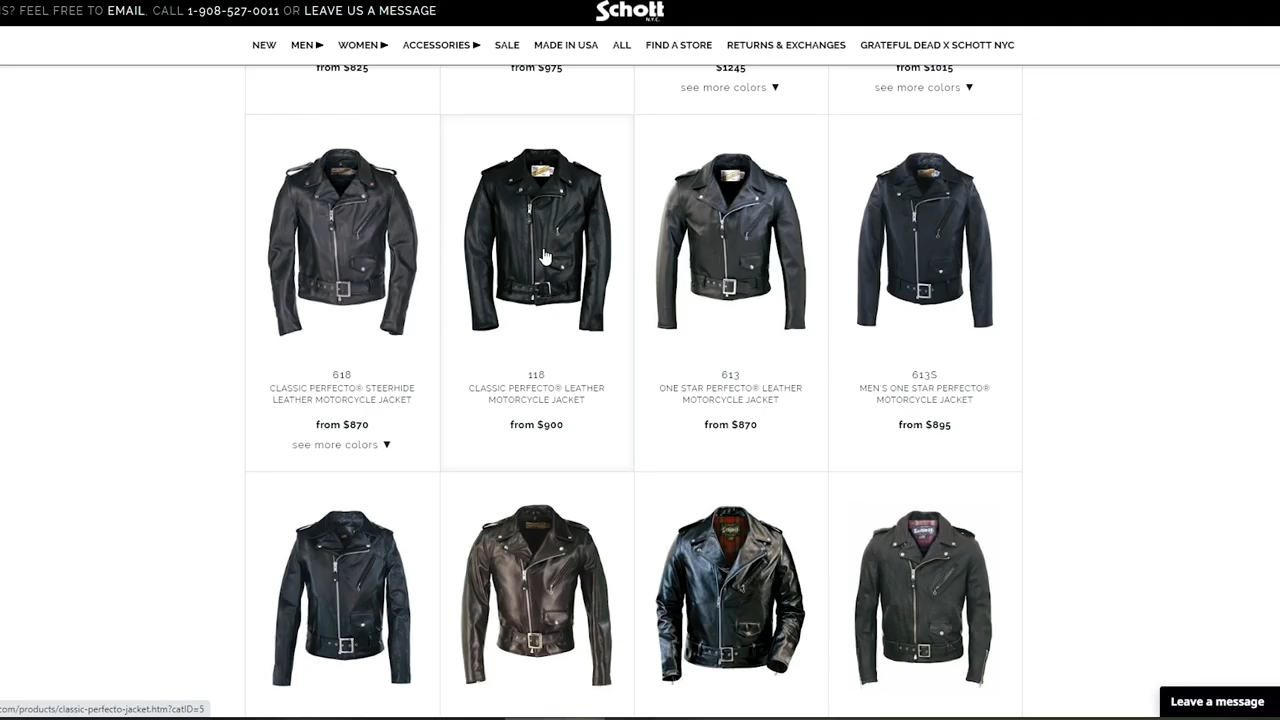 IS? FEEL FREE TO EMAIL, CALL 1-908-527-0011 OR LEAVE US A MESSAGE
Schott
N.Y.C.
NEW MEN▶ WOMEN▶ ACCESSORIES▶ SALE MADE IN USA ALL FIND A STORE RETURNS & EXCHANGES GRATEFUL DEAD X SCHOTT NYC
from $825 from $975 $1245 from $1015
see more colors ▼ see more colors ▼
618 118 613 613S
CLASSIC PERFECTO® STEERHIDE LEATHER MOTORCYCLE JACKET
CLASSIC PERFECTO® LEATHER MOTORCYCLE JACKET
ONE STAR PERFECTO® LEATHER MOTORCYCLE JACKET
MEN'S ONE STAR PERFECTO® MOTORCYCLE JACKET
from $870 from $900 from $870 from $895
see more colors ▼
Leave a message
com/products/classic-perfecto-jacket.htm?catID=5